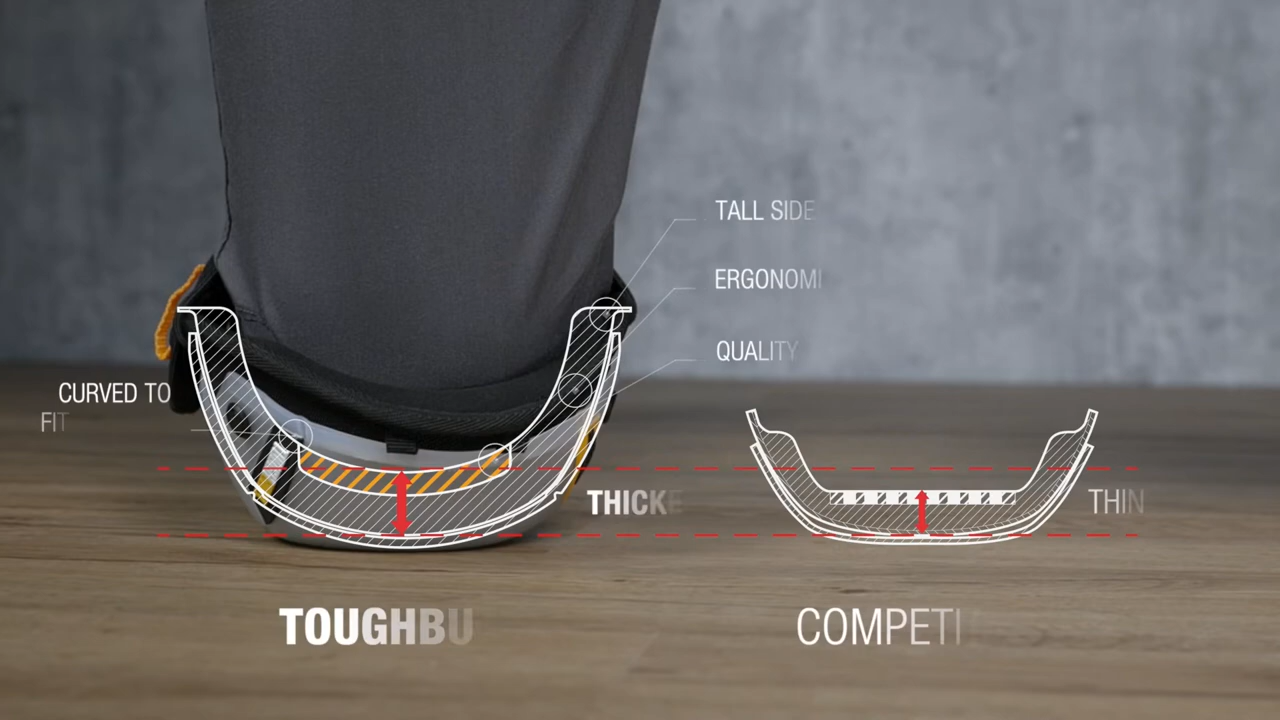 TALL SIDE
ERGONOMI
QUALITY
CURVED TO
FIT
THICKE
THIN
TOUGHBU
COMPETI